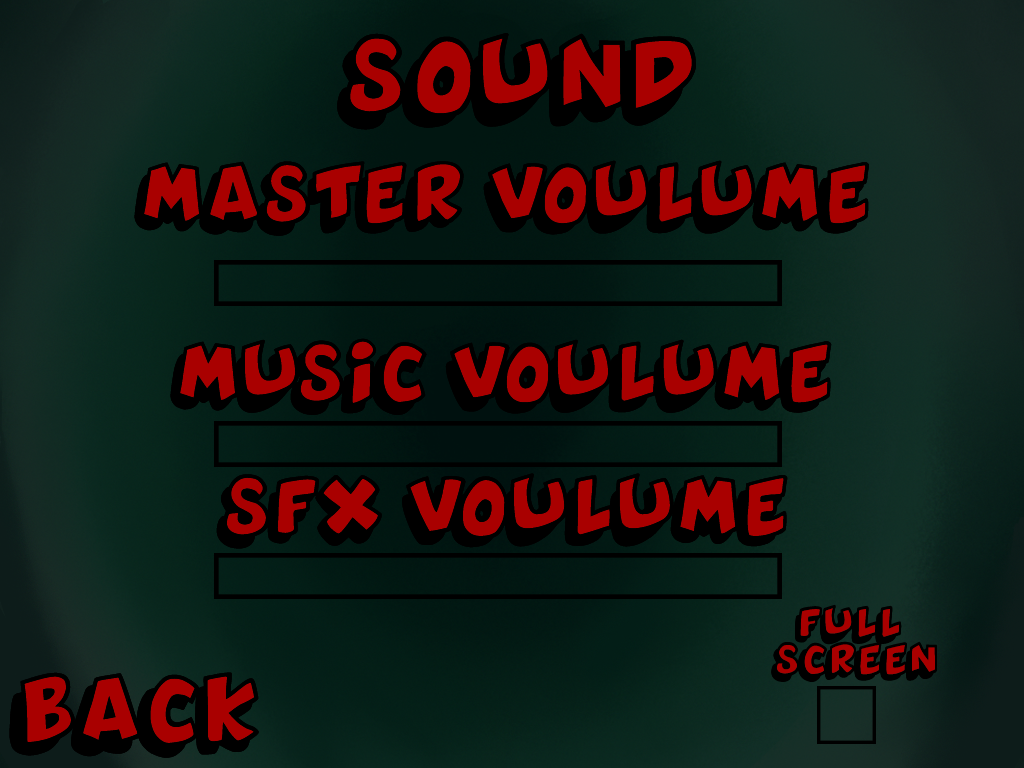 SOUND
MASTER VOULUME
MUSiC VOULUME
SFX VOULUME
FULL
SCREEN
BACK